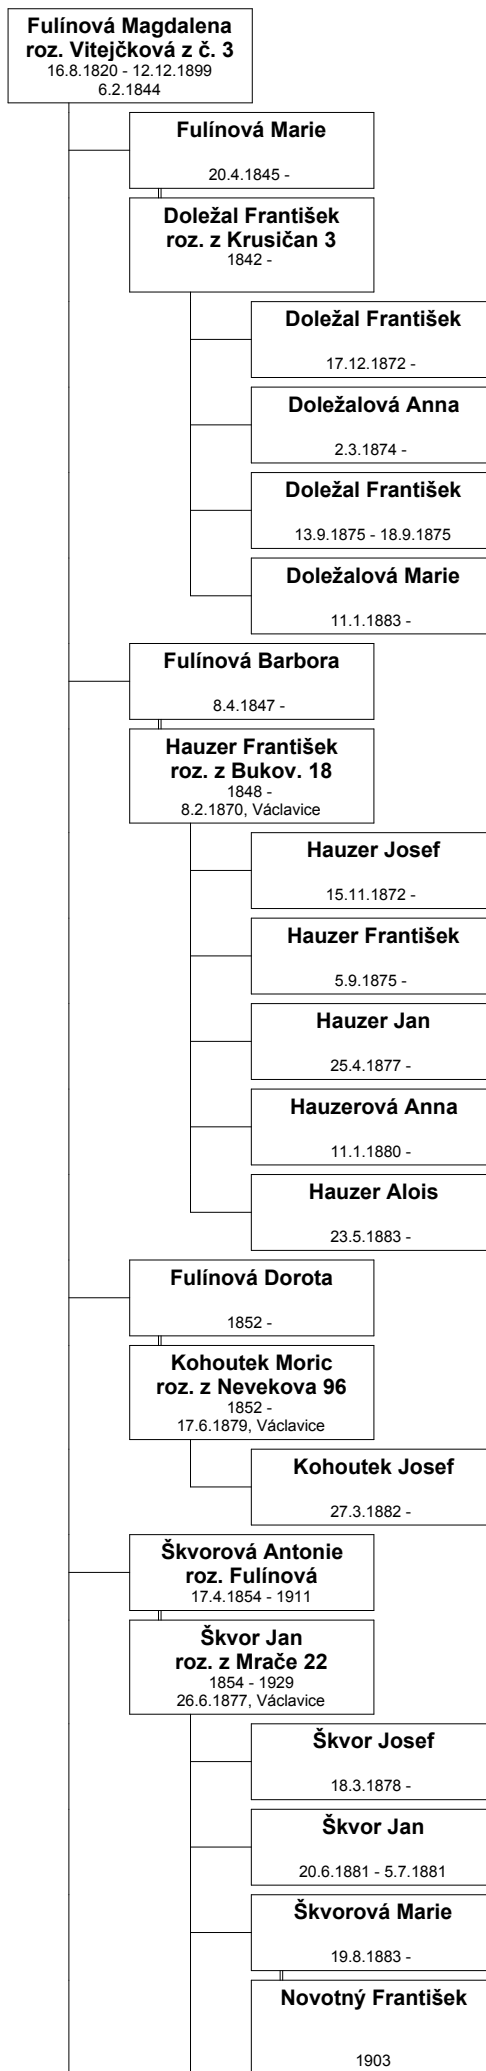 Fulínová Magdalena
roz. Vitejčková z č. 3
16.8.1820 - 12.12.1899
6.2.1844
Fulínová Marie
20.4.1845 -
Doležal František
roz. z Krusičan 3
1842 -
Doležal František
17.12.1872 -
Doležalová Anna
2.3.1874 -
Doležal František
13.9.1875 - 18.9.1875
Doležalová Marie
11.1.1883 -
Fulínová Barbora
8.4.1847 -
Hauzer František
roz. z Bukov. 18
1848 -
8.2.1870, Václavice
Hauzer Josef
15.11.1872 -
Hauzer František
5.9.1875 -
Hauzer Jan
25.4.1877 -
Hauzerová Anna
11.1.1880 -
Hauzer Alois
23.5.1883 -
Fulínová Dorota
1852 -
Kohoutek Moric
roz. z Nevekova 96
1852 -
17.6.1879, Václavice
Kohoutek Josef
27.3.1882 -
Škvorová Antonie
roz. Fulínová
17.4.1854 - 1911
Škvor Jan
roz. z Mrače 22
1854 - 1929
26.6.1877, Václavice
Škvor Josef
18.3.1878 -
Škvor Jan
20.6.1881 - 5.7.1881
Škvorová Marie
19.8.1883 -
Novotný František
1903